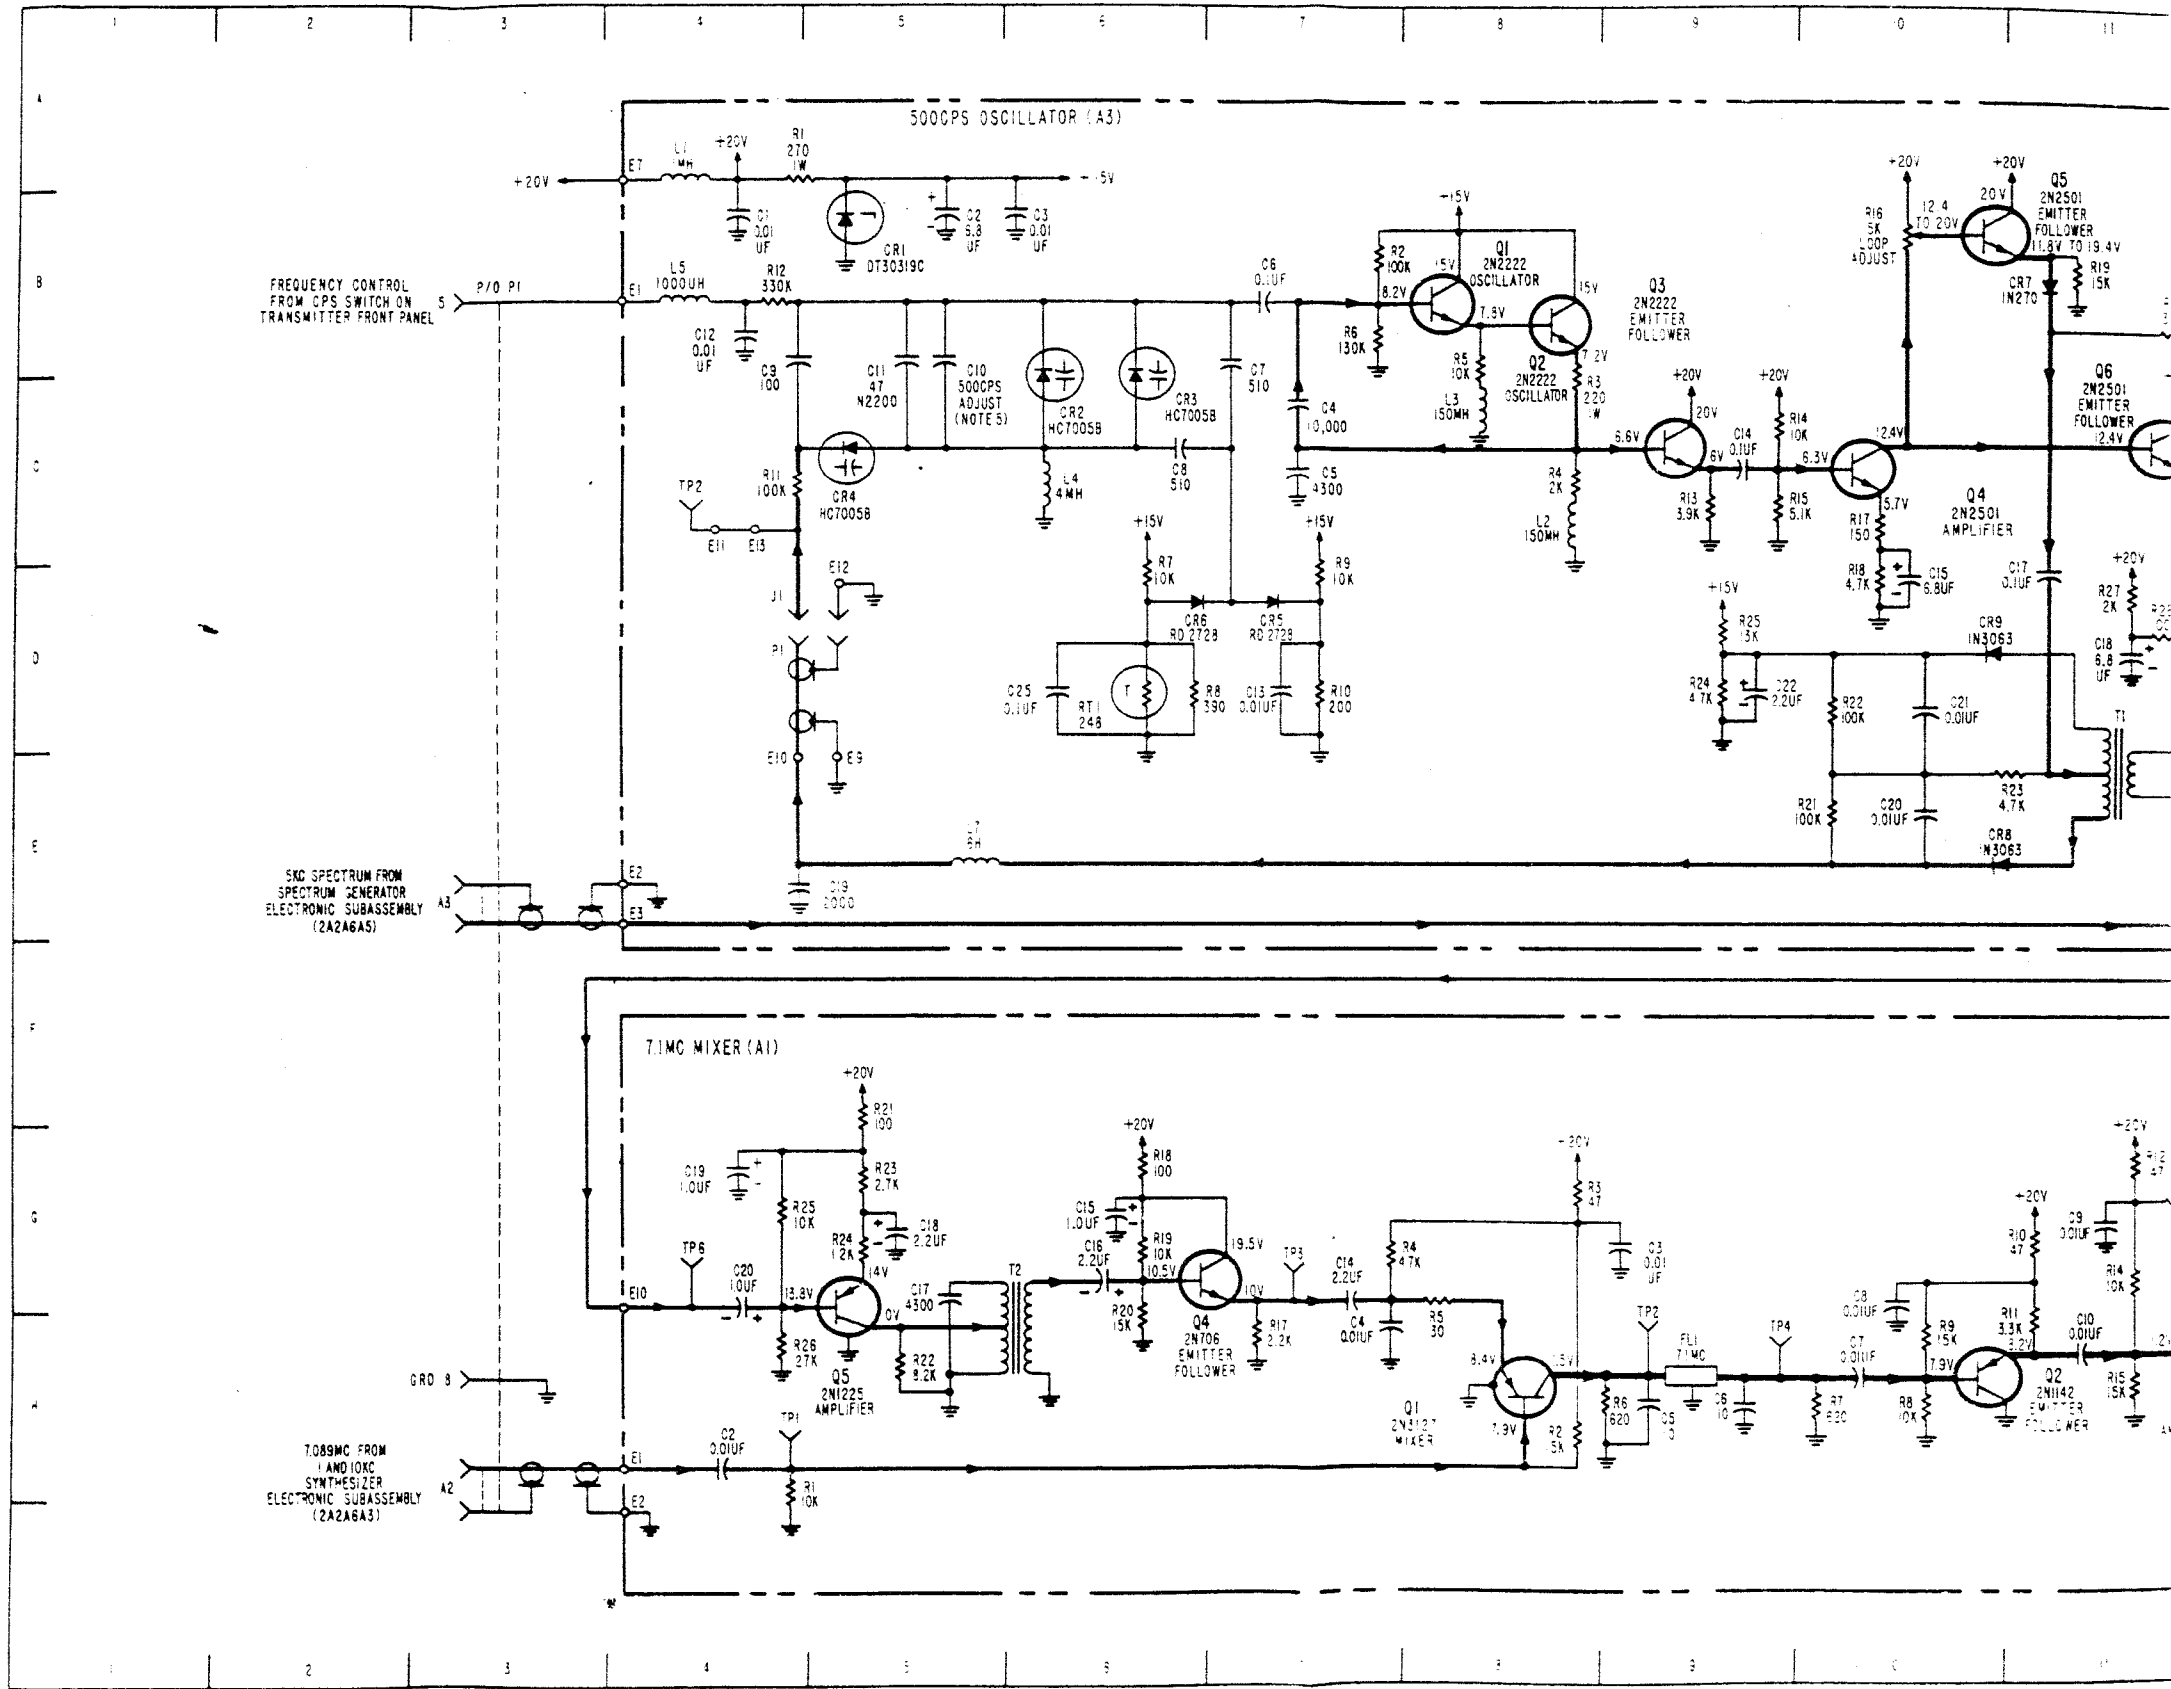 1 2 3 4 5 6 7 8 9 11
A
B
C
D
E
F
G
500CPS OSCILLATOR (A3)
+20V
E7
L1
1MH
+20V
R1
270
1W
C1
0.01
UF
CR1
DT30319C
C2
6.8
UF
C3
0.01
UF
FREQUENCY CONTROL
FROM CPS SWITCH ON
TRANSMITTER FRONT PANEL
5
P/O P1
E1
L5
1000UH
R12
330K
C12
0.01
UF
C9
100
C11
47
N2200
C10
500CPS
ADJUST
(NOTE 5)
CR2
HC7005B
CR3
HC7005B
C6
0.1UF
C7
510
C8
510
L4
4MH
CR4
HC7005B
R11
100K
TP2
E11
E13
E12
J1
P1
E10
E9
C4
10,000
C5
4300
+15V
R2
100K
8.2V
R6
130K
15V
Q1
2N2222
OSCILLATOR
7.8V
R5
10K
L3
150MH
15V
Q2
2N2222
OSCILLATOR
7.2V
R3
220
1W
R4
2K
L2
150MH
Q3
2N2222
EMITTER
FOLLOWER
6.6V
+20V
20V
6V
R13
3.9K
C14
0.1UF
+20V
R14
10K
6.3V
R15
5.1K
12.4V
5.7V
Q4
2N2501
AMPLIFIER
R17
150
R18
4.7K
C15
6.8UF
+20V
R16
5K
LOOP
ADJUST
12.4
TO 20V
+20V
20V
Q5
2N2501
EMITTER
FOLLOWER
11.8V TO 19.4V
CR7
1N270
R19
15K
Q6
2N2501
EMITTER
FOLLOWER
12.4V
C17
0.1UF
+20V
R27
2K
C18
6.8
UF
+15V
R7
10K
+15V
R9
10K
CR6
RD 2728
CR5
RD 2728
C25
0.1UF
T
RT1
248
R8
390
C13
0.01UF
R10
200
+15V
R25
13K
R24
4.7K
C22
2.2UF
R22
100K
C21
0.01UF
CR9
1N3063
T1
R21
100K
C20
0.01UF
R23
4.7K
CR8
1N3063
L7
6H
C19
2000
5KC SPECTRUM FROM
SPECTRUM GENERATOR
ELECTRONIC SUBASSEMBLY
(2A2A6A5)
A3
E2
E3
7.1MC MIXER (A1)
+20V
R21
100
C19
1.0UF
R23
2.7K
R25
10K
R24
1.2K
C18
2.2UF
TP6
E10
C20
1.0UF
13.8V
14V
0V
R26
27K
Q5
2N1225
AMPLIFIER
R22
8.2K
C17
4300
T2
+20V
R18
100
C15
1.0UF
C16
2.2UF
R19
10K
10.5V
19.5V
R20
15K
Q4
2N706
EMITTER
FOLLOWER
10V
R17
2.2K
TP3
C14
2.2UF
C4
0.01UF
R4
4.7K
R5
30
R3
47
C3
0.01
UF
8.4V
7.9V
Q1
2N3127
MIXER
R2
R6
620
C5
TP2
FL1
7.1MC
C6
10
TP4
R7
620
C7
0.01UF
C8
0.01UF
R8
10K
R9
15K
7.9V
+20V
R10
47
R11
3.3K
8.2V
Q2
2N1142
EMITTER
FOLLOWER
C10
0.01UF
C9
0.01UF
+20V
R12
47
R14
10K
R15
15K
GRD 8
7.089MC FROM
1 AND 10KC
SYNTHESIZER
ELECTRONIC SUBASSEMBLY
(2A2A6A3)
A2
E1
E2
C2
0.01UF
TP1
R1
10K
2 3 4 5 6 7 8 9